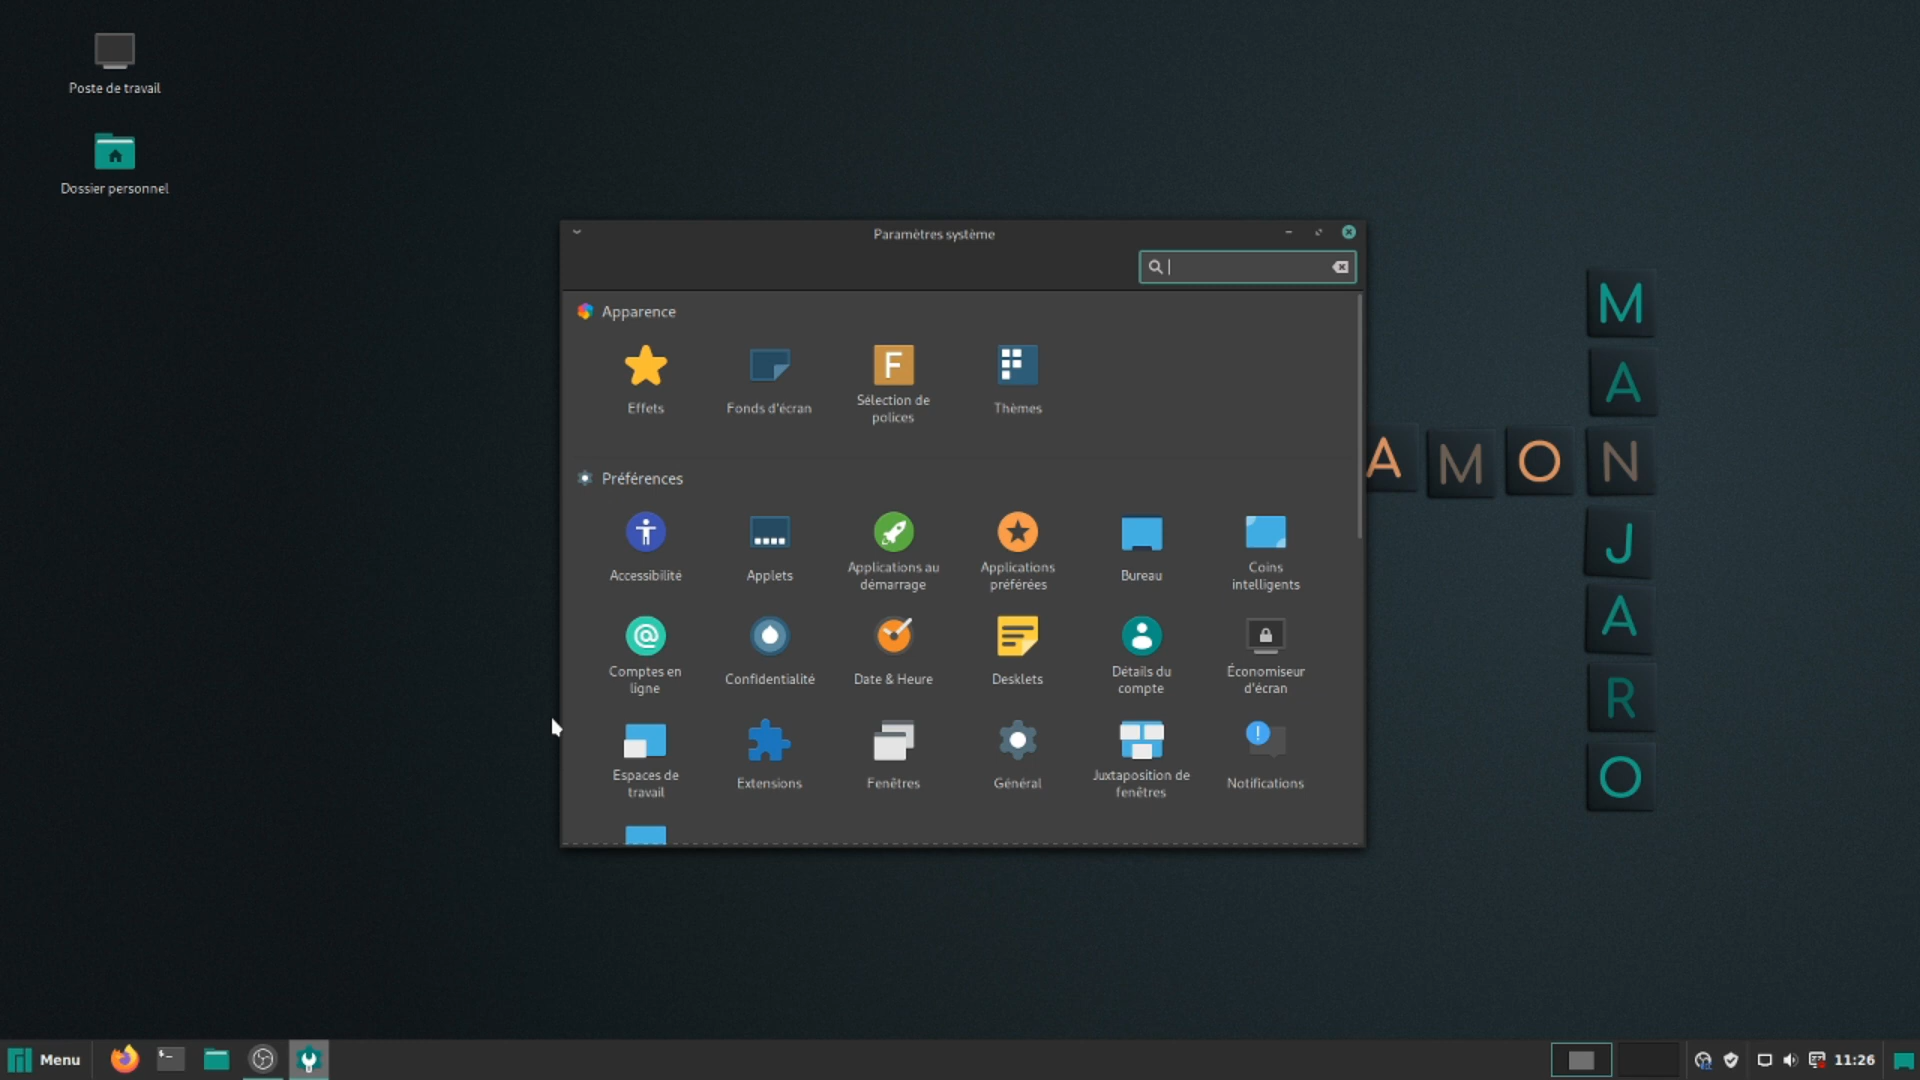 Poste de travail
Dossier personnel
Paramètres système
Apparence
Effets
Fonds d'écran
Sélection de
polices
Thèmes
Préférences
Accessibilité
Applets
Applications au
démarrage
Applications
préférées
Bureau
Coins
intelligents
Comptes en
ligne
Confidentialité
Date & Heure
Desklets
Détails du
compte
Économiseur
d'écran
Espaces de
travail
Extensions
Fenêtres
Général
Juxtaposition de
fenêtres
Notifications
AMON
MANJARO
Menu
11:26